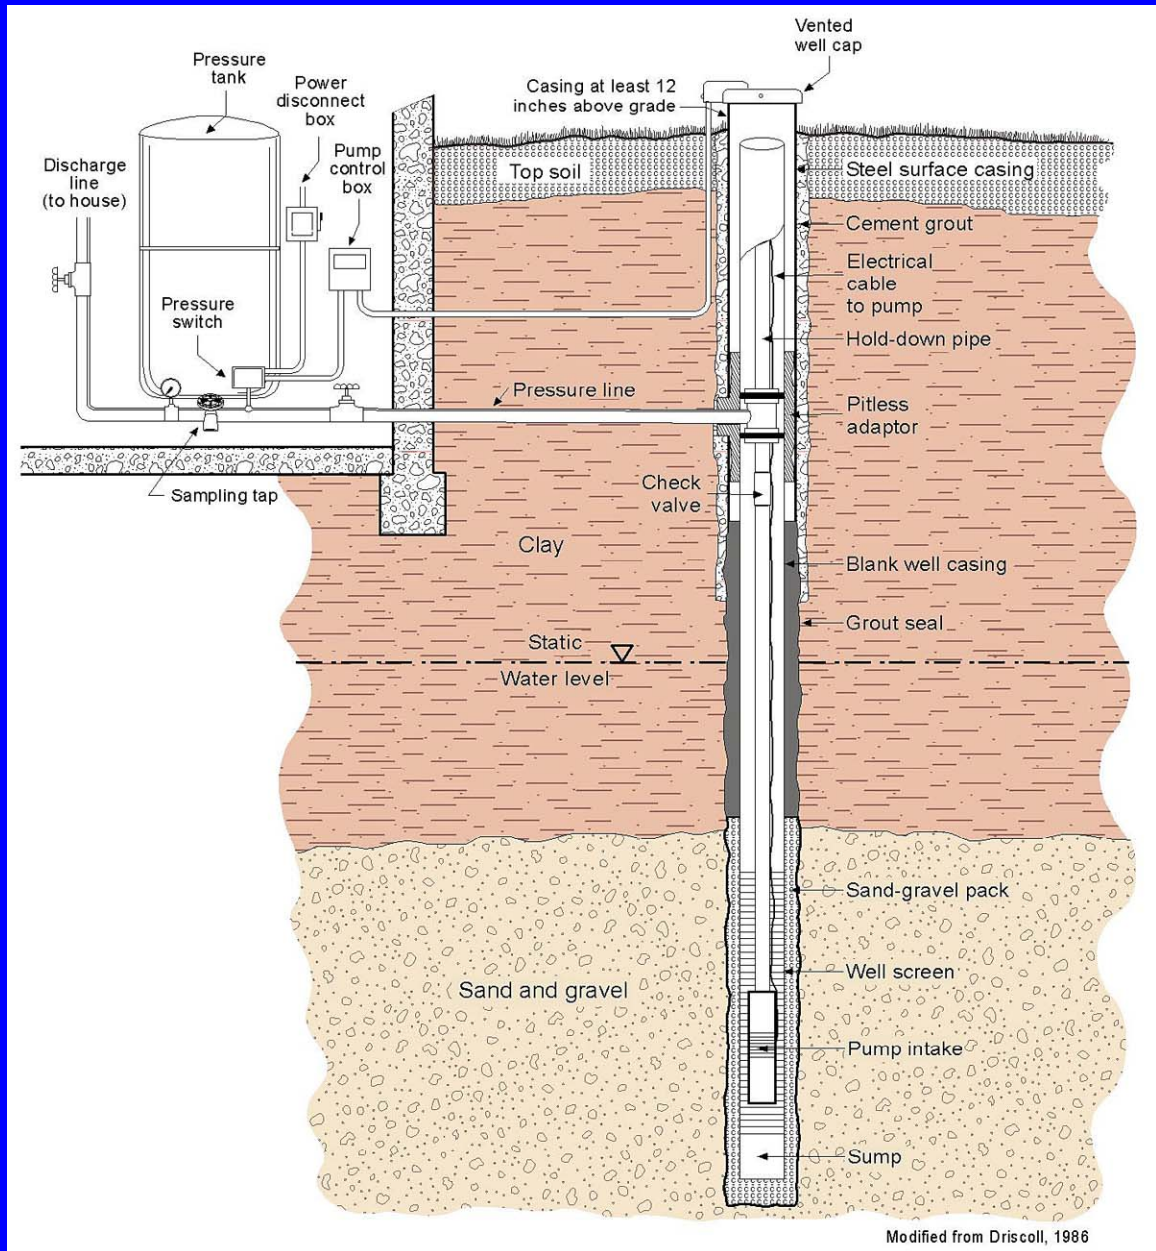 Vented
well cap
Pressure
tank
Power
disconnect
box
Casing at least 12
inches above grade
Discharge
line
(to house)
Pump
control
box
Top soil
Steel surface casing
Cement grout
Electrical
cable
to pump
Pressure
switch
Hold-down pipe
Pressure line
Pitless
adaptor
Sampling tap
Check
valve
Clay
Blank well casing
Grout seal
Static
Water level
Sand-gravel pack
Well screen
Sand and gravel
Pump intake
Sump
Modified from Driscoll, 1986